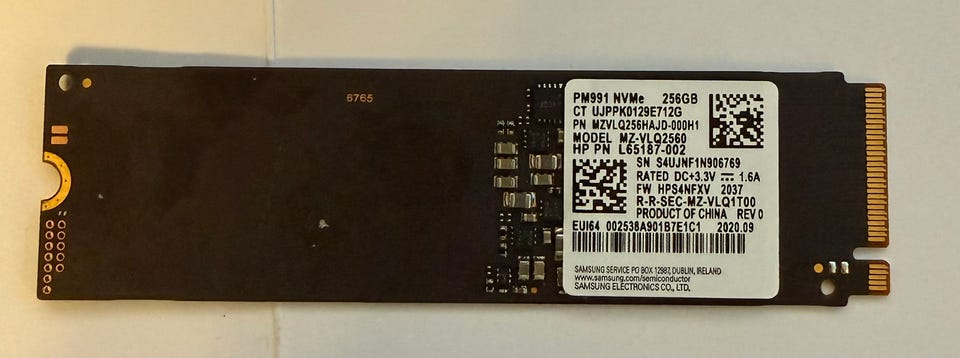 6765
PM991 NVMe 256GB
CT UJPPK0129E712G
PN MZVLQ256HAJD-000H1
MODEL MZ-VLQ2560
HP PN L65187-002
SN S4UJNF1N906769
RATED DC+3.3V ⎓ 1.6A
FW HPS4NFXV 2037
R-R-SEC-MZ-VLQ1T00
PRODUCT OF CHINA REV 0
EUI64 002538A901B7E1C1 2020.09
SAMSUNG SERVICE PO BOX 12987, DUBLIN, IRELAND
www.samsung.com/semiconductor
SAMSUNG ELECTRONICS CO., LTD.